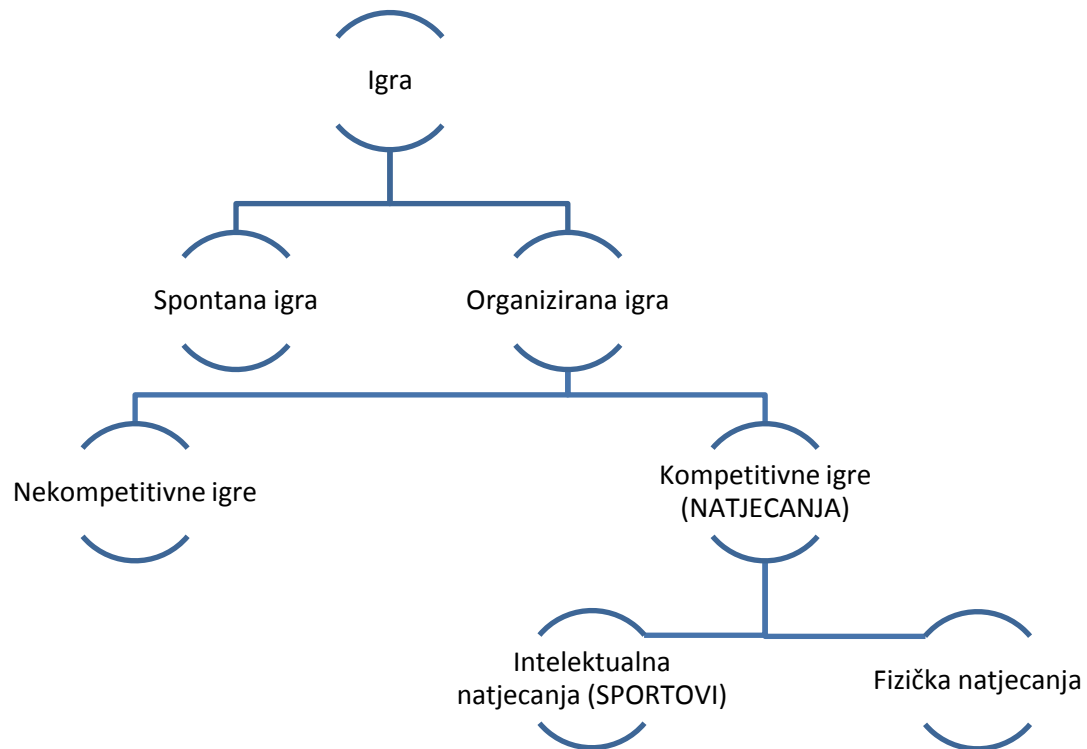 Igra
Spontana igra
Organizirana igra
Nekompetitivne igre
Kompetitivne igre
(NATJECANJA)
Intelektualna
natjecanja (SPORTOVI)
Fizička natjecanja